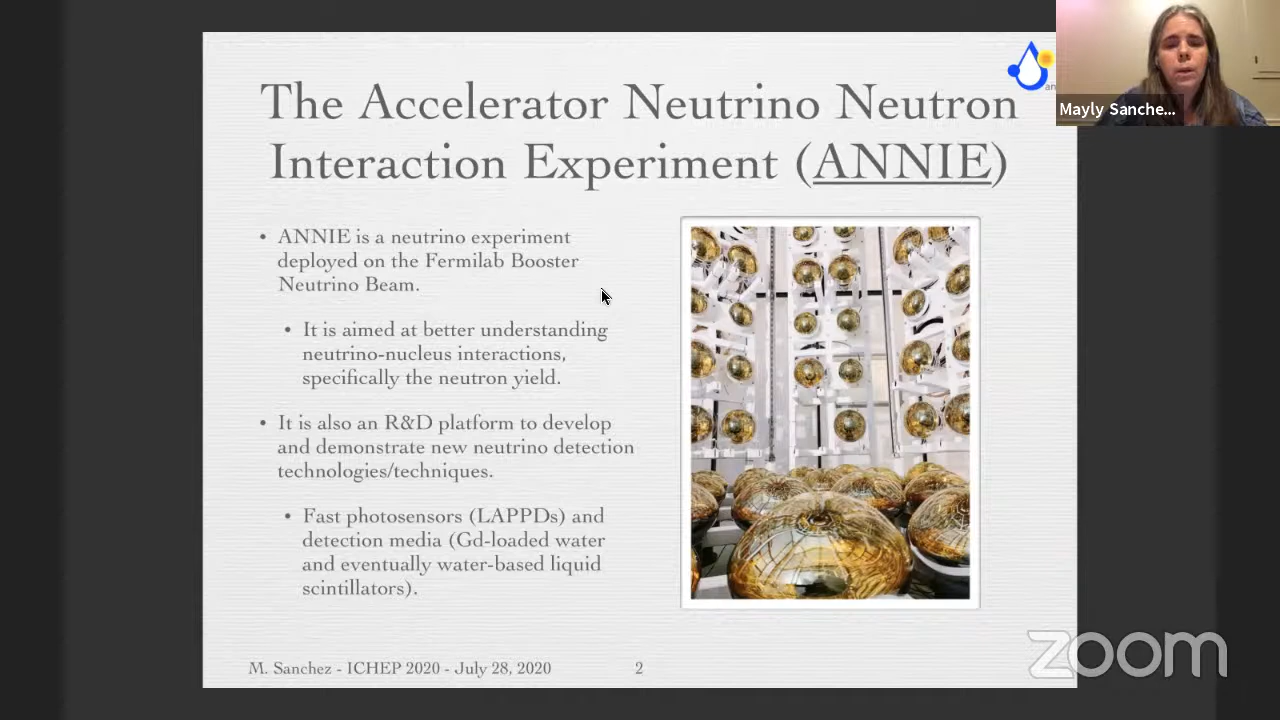 The Accelerator Neutrino Neutron
Interaction Experiment (ANNIE)
• ANNIE is a neutrino experiment
deployed on the Fermilab Booster
Neutrino Beam.
• It is aimed at better understanding
neutrino-nucleus interactions,
specifically the neutron yield.
• It is also an R&D platform to develop
and demonstrate new neutrino detection
technologies/techniques.
• Fast photosensors (LAPPDs) and
detection media (Gd-loaded water
and eventually water-based liquid
scintillators).
M. Sanchez - ICHEP 2020 - July 28, 2020 2
an
Mayly Sanche...
zoom